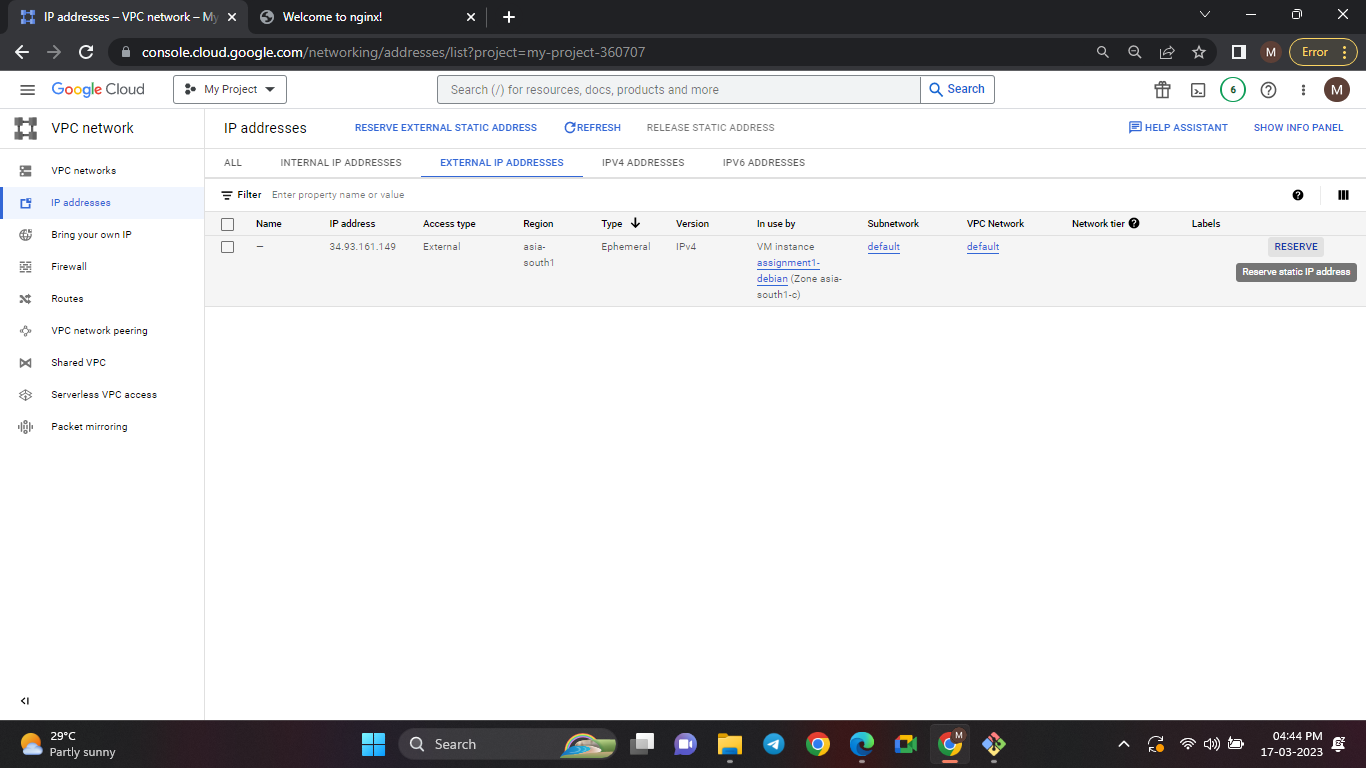 IP addresses – VPC network – My
Welcome to nginx!
console.cloud.google.com/networking/addresses/list?project=my-project-360707
M
Error
Google Cloud
My Project
Search (/) for resources, docs, products and more
Search
6
M
VPC network
IP addresses
RESERVE EXTERNAL STATIC ADDRESS
REFRESH
RELEASE STATIC ADDRESS
HELP ASSISTANT
SHOW INFO PANEL
VPC networks
IP addresses
Bring your own IP
Firewall
Routes
VPC network peering
Shared VPC
Serverless VPC access
Packet mirroring
ALL
INTERNAL IP ADDRESSES
EXTERNAL IP ADDRESSES
IPV4 ADDRESSES
IPV6 ADDRESSES
Filter Enter property name or value
Name IP address Access type Region Type Version In use by Subnetwork VPC Network Network tier Labels
— 34.93.161.149 External asia- Ephemeral IPv4 VM instance default default RESERVE
south1 assignment1-
debian (Zone asia-
south1-c)
Reserve static IP address
29°C
Partly sunny
Search
M
04:44 PM
17-03-2023